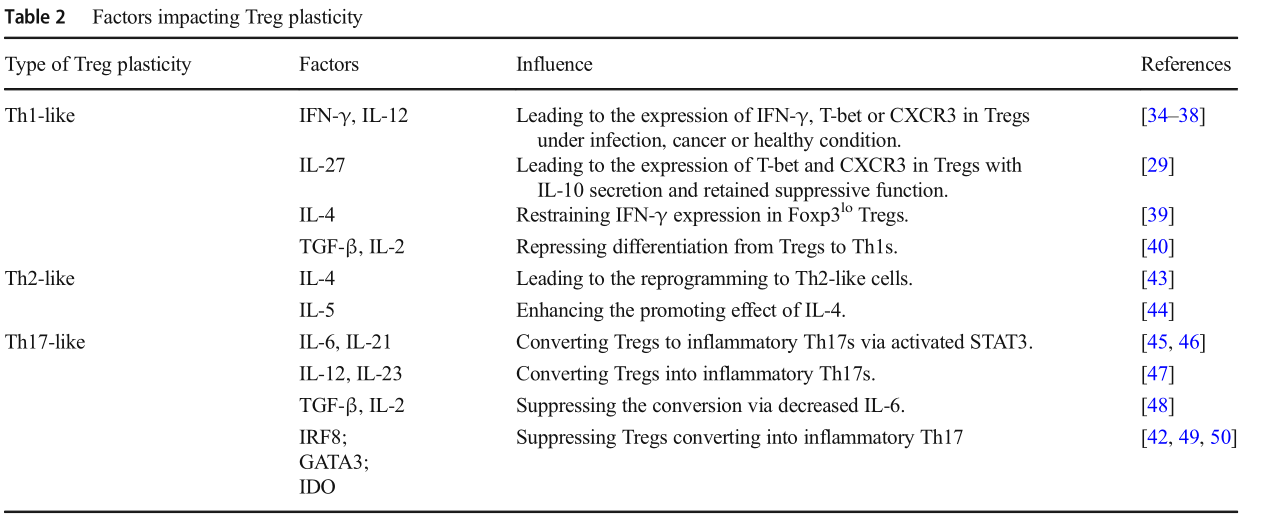 Table 2 Factors impacting Treg plasticity
Type of Treg plasticity Factors Influence References
Th1-like IFN-γ, IL-12 Leading to the expression of IFN-γ, T-bet or CXCR3 in Tregs [34–38]
under infection, cancer or healthy condition.
IL-27 Leading to the expression of T-bet and CXCR3 in Tregs with [29]
IL-10 secretion and retained suppressive function.
IL-4 Restraining IFN-γ expression in Foxp3lo Tregs. [39]
TGF-β, IL-2 Repressing differentiation from Tregs to Th1s. [40]
Th2-like IL-4 Leading to the reprogramming to Th2-like cells. [43]
IL-5 Enhancing the promoting effect of IL-4. [44]
Th17-like IL-6, IL-21 Converting Tregs to inflammatory Th17s via activated STAT3. [45, 46]
IL-12, IL-23 Converting Tregs into inflammatory Th17s. [47]
TGF-β, IL-2 Suppressing the conversion via decreased IL-6. [48]
IRF8; Suppressing Tregs converting into inflammatory Th17 [42, 49, 50]
GATA3;
IDO